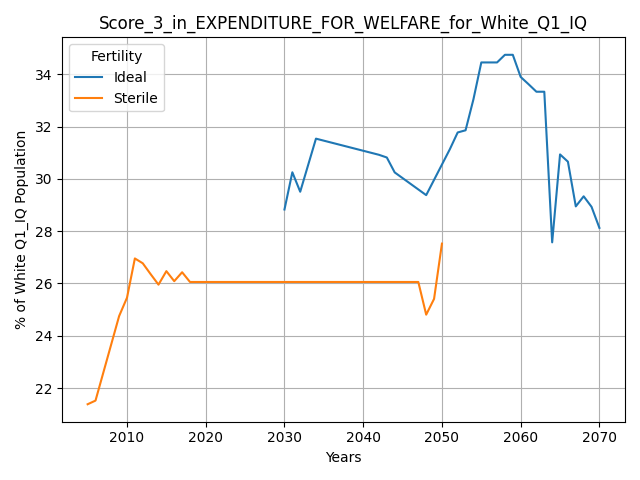 Score_3_in_EXPENDITURE_FOR_WELFARE_for_White_Q1_IQ
Fertility
Ideal
Sterile
% of White Q1_IQ Population
34
32
30
28
26
24
22
2010
2020
2030
2040
2050
2060
2070
Years